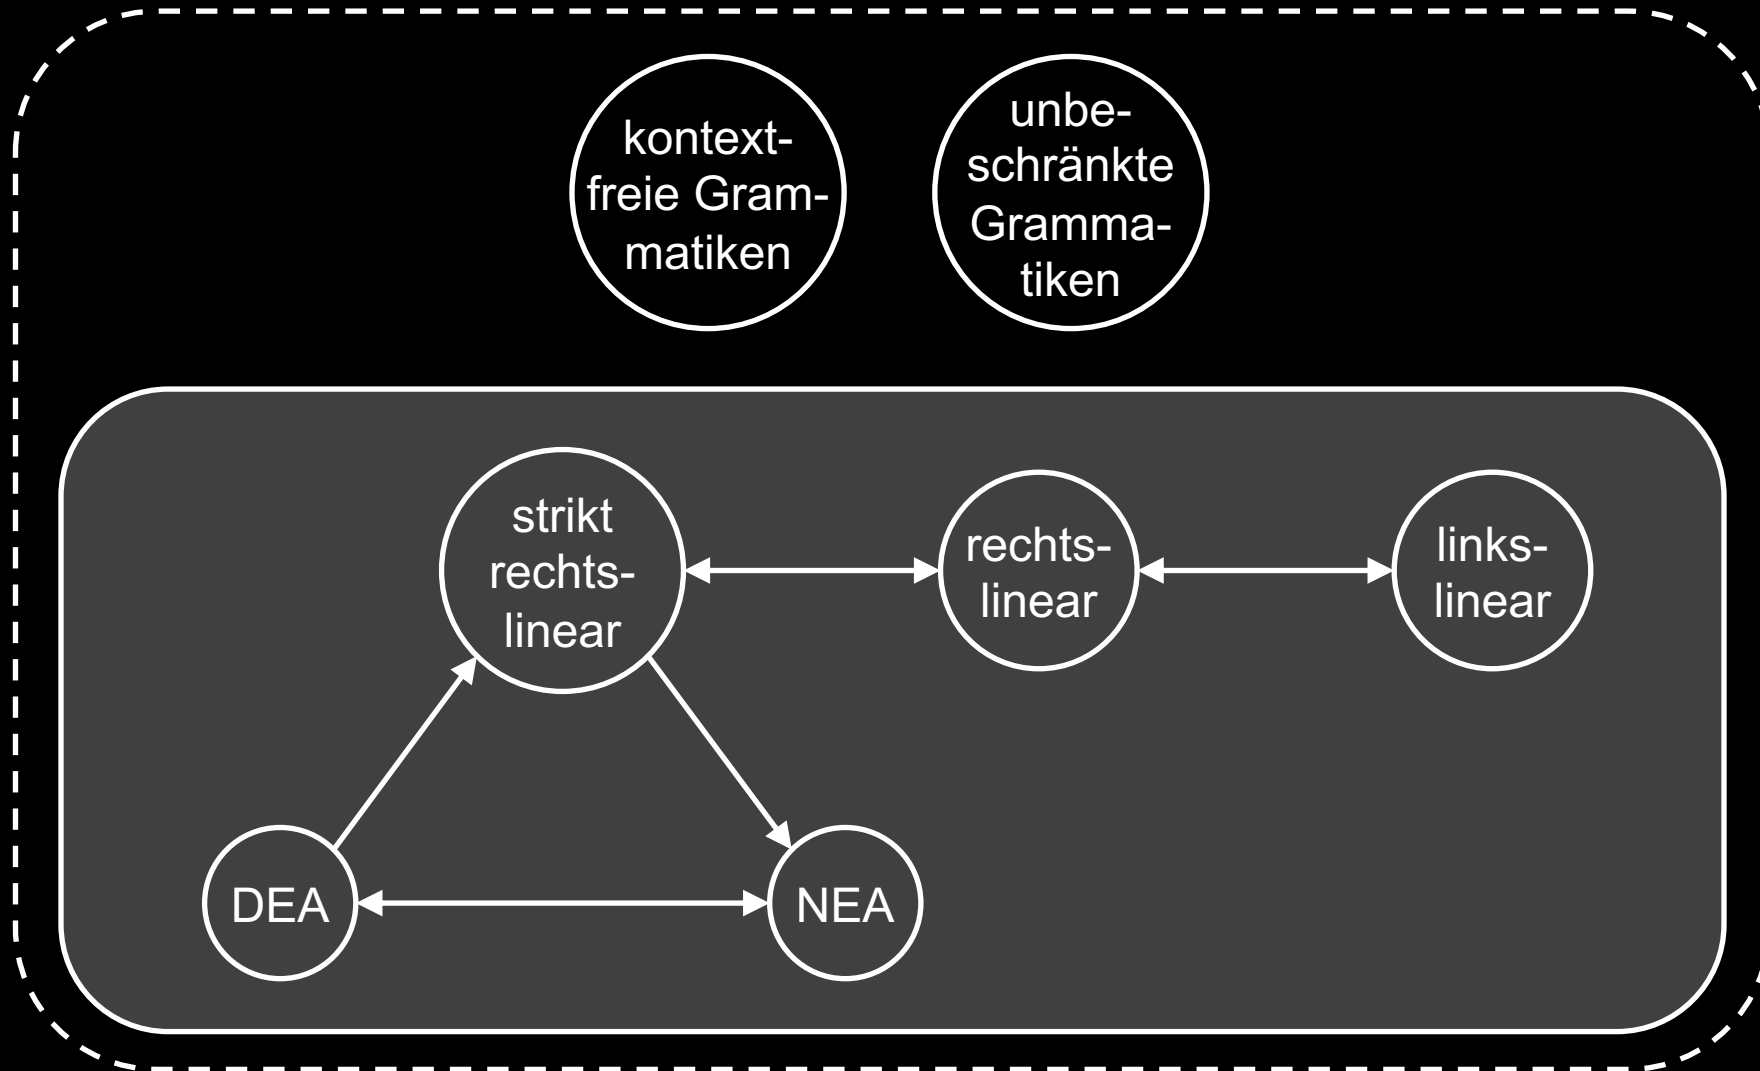 kontext-
freie Gram-
matiken
unbe-
schränkte
Gramma-
tiken
strikt
rechts-
linear
rechts-
linear
links-
linear
DEA
NEA